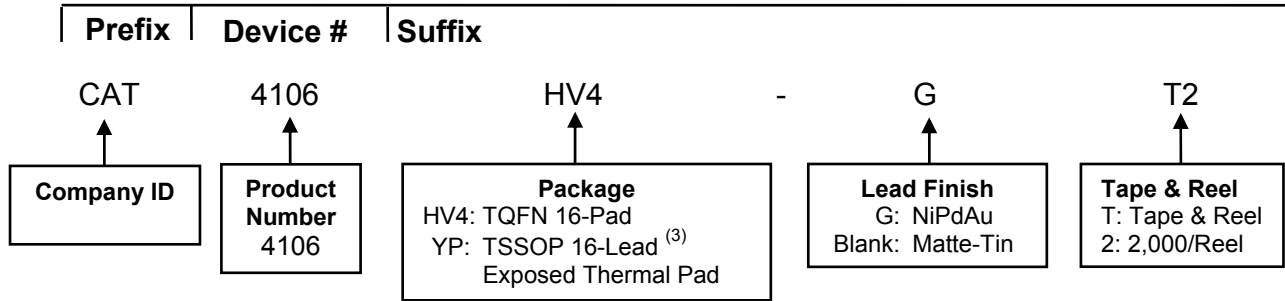 Prefix Device # Suffix
CAT 4106 HV4 - G T2
Company ID
Product
Number
4106
Package
HV4: TQFN 16-Pad
YP: TSSOP 16-Lead (3)
Exposed Thermal Pad
Lead Finish
G: NiPdAu
Blank: Matte-Tin
Tape & Reel
T: Tape & Reel
2: 2,000/Reel